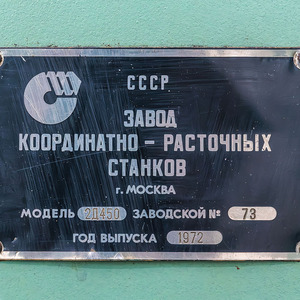 СССР
ЗАВОД
КООРДИНАТНО – РАСТОЧНЫХ
СТАНКОВ
г. МОСКВА
МОДЕЛЬ 2Д450 ЗАВОДСКОЙ № 73
ГОД ВЫПУСКА 1972